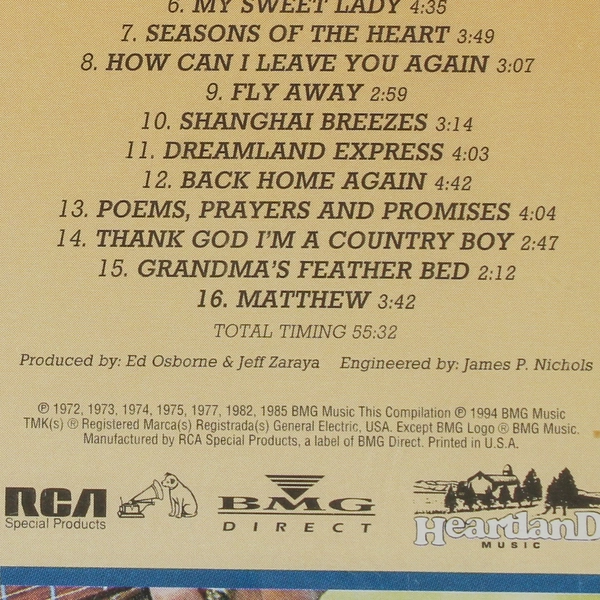 6. MY SWEET LADY 4:35
7. SEASONS OF THE HEART 3:49
8. HOW CAN I LEAVE YOU AGAIN 3:07
9. FLY AWAY 2:59
10. SHANGHAI BREEZES 3:14
11. DREAMLAND EXPRESS 4:03
12. BACK HOME AGAIN 4:42
13. POEMS, PRAYERS AND PROMISES 4:04
14. THANK GOD I'M A COUNTRY BOY 2:47
15. GRANDMA'S FEATHER BED 2:12
16. MATTHEW 3:42
TOTAL TIMING 55:32
Produced by: Ed Osborne & Jeff Zaraya Engineered by: James P. Nichols
℗ 1972, 1973, 1974, 1975, 1977, 1982, 1985 BMG Music This Compilation ℗ 1994 BMG Music
TMK(s) ® Registered Marca(s) Registrada(s) General Electric, USA. Except BMG Logo ® BMG Music.
Manufactured by RCA Special Products, a label of BMG Direct. Printed in U.S.A.
RCA
Special Products
BMG
DIRECT
HeartlanD
MUSIC